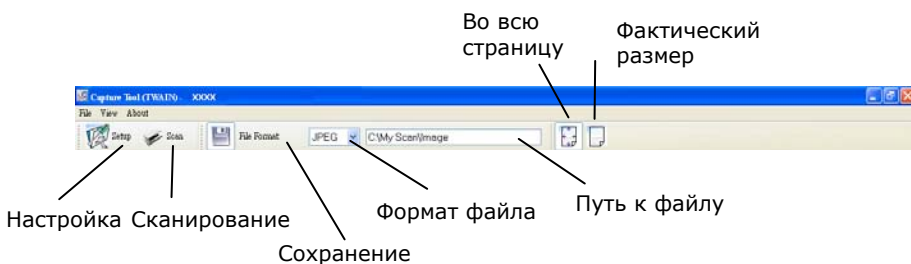 Во всю
страницу
Фактический
размер
Capture Tool (TWAIN) - XXXX
File View About
Setup Scan File Format JPEG C:\My Scan\Image
Настройка Сканирование Формат файла Путь к файлу
Сохранение